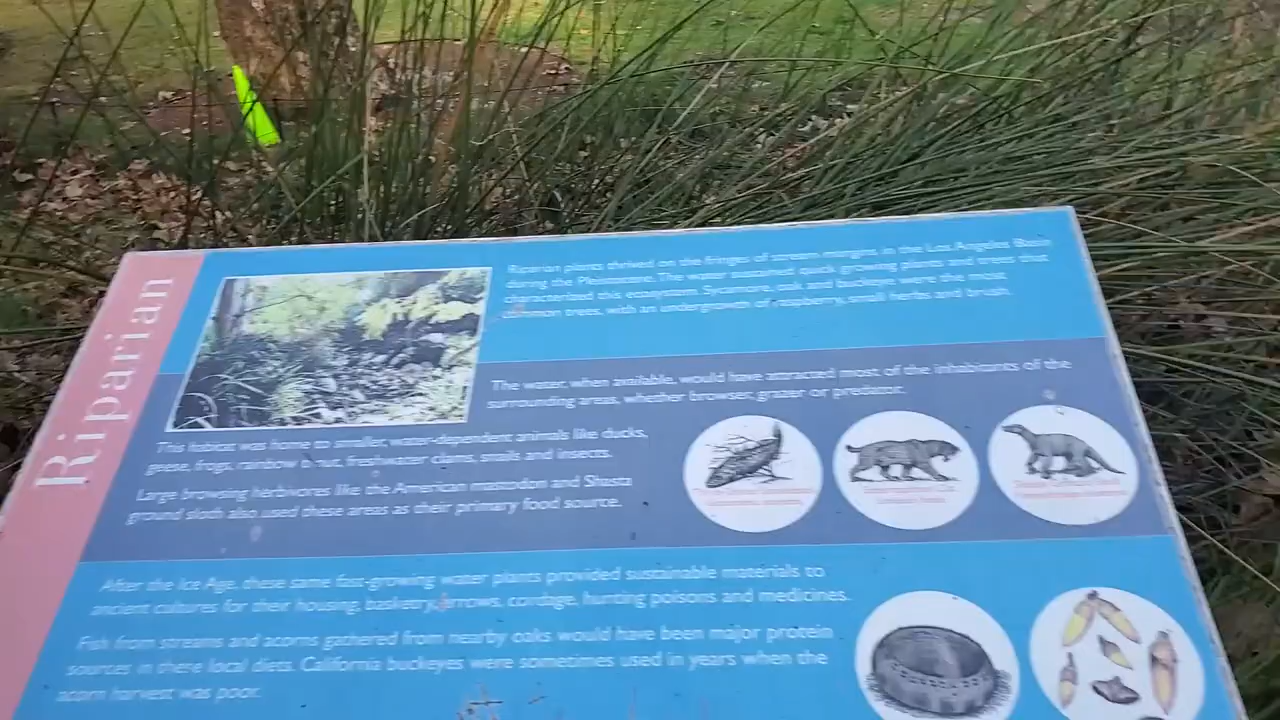 Riparian
Riparian plants thrived on the fringes of stream margins in the Los Angeles Basin
during the Pleistocene. The water sustained quick growing plants and trees that
characterized this ecosystem. Sycamore, oak and buckeye were the most
common trees, with an undergrowth of raspberry, small herbs and brush.
The water, when available, would have attracted most of the inhabitants of the
surrounding areas, whether browser, grazer or predator.
This habitat was home to smaller, water-dependent animals like ducks,
geese, frogs, rainbow trout, freshwater clams, snails and insects.
Large browsing herbivores like the American mastodon and Shasta
ground sloth also used these areas as their primary food source.
After the Ice Age, these same fast-growing water plants provided sustainable materials to
ancient cultures for their housing, basketry, arrows, cordage, hunting poisons and medicines.
Fish from streams and acorns gathered from nearby oaks would have been major protein
sources in these local diets. California buckeyes were sometimes used in years when the
acorn harvest was poor.